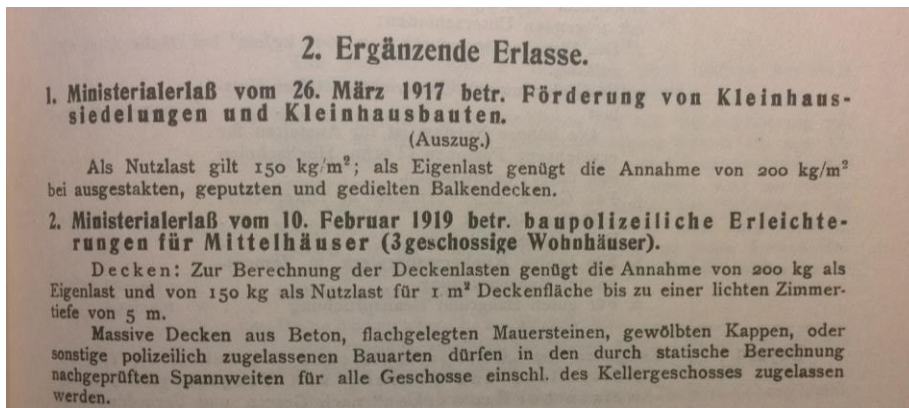 2. Ergänzende Erlasse.
1. Ministerialerlaß vom 26. März 1917 betr. Förderung von Kleinhaus-
siedelungen und Kleinhausbauten.
(Auszug.)
Als Nutzlast gilt 150 kg/m²; als Eigenlast genügt die Annahme von 200 kg/m²
bei ausgestakten, geputzten und gedielten Balkendecken.
2. Ministerialerlaß vom 10. Februar 1919 betr. baupolizeiliche Erleichte-
rungen für Mittelhäuser (3geschossige Wohnhäuser).
Decken: Zur Berechnung der Deckenlasten genügt die Annahme von 200 kg als
Eigenlast und von 150 kg als Nutzlast für 1 m² Deckenfläche bis zu einer lichten Zimmer-
tiefe von 5 m.
Massive Decken aus Beton, flachgelegten Mauersteinen, gewölbten Kappen, oder
sonstige polizeilich zugelassenen Bauarten dürfen in den durch statische Berechnung
nachgeprüften Spannweiten für alle Geschosse einschl. des Kellergeschosses zugelassen
werden.